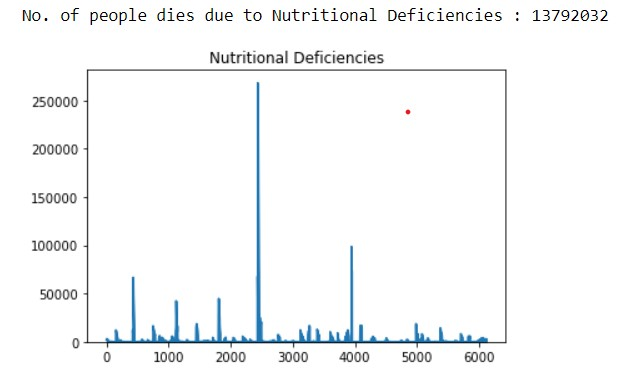 No. of people dies due to Nutritional Deficiencies : 13792032
Nutritional Deficiencies
250000
200000
150000
100000
50000
0
0 1000 2000 3000 4000 5000 6000